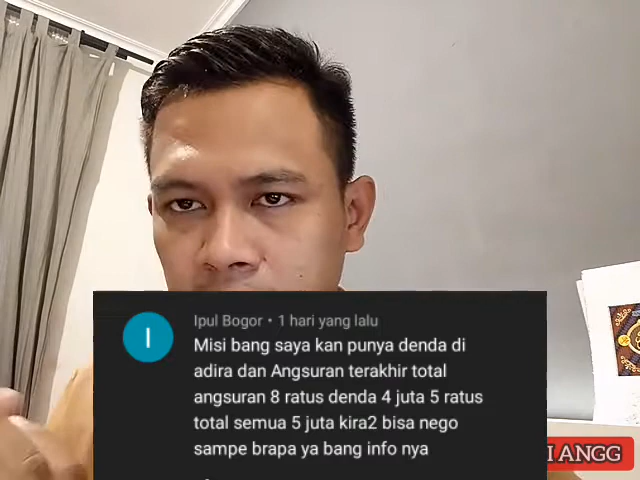 I
Ipul Bogor • 1 hari yang lalu
Misi bang saya kan punya denda di
adira dan Angsuran terakhir total
angsuran 8 ratus denda 4 juta 5 ratus
total semua 5 juta kira2 bisa nego
sampe brapa ya bang info nya
I ANGG